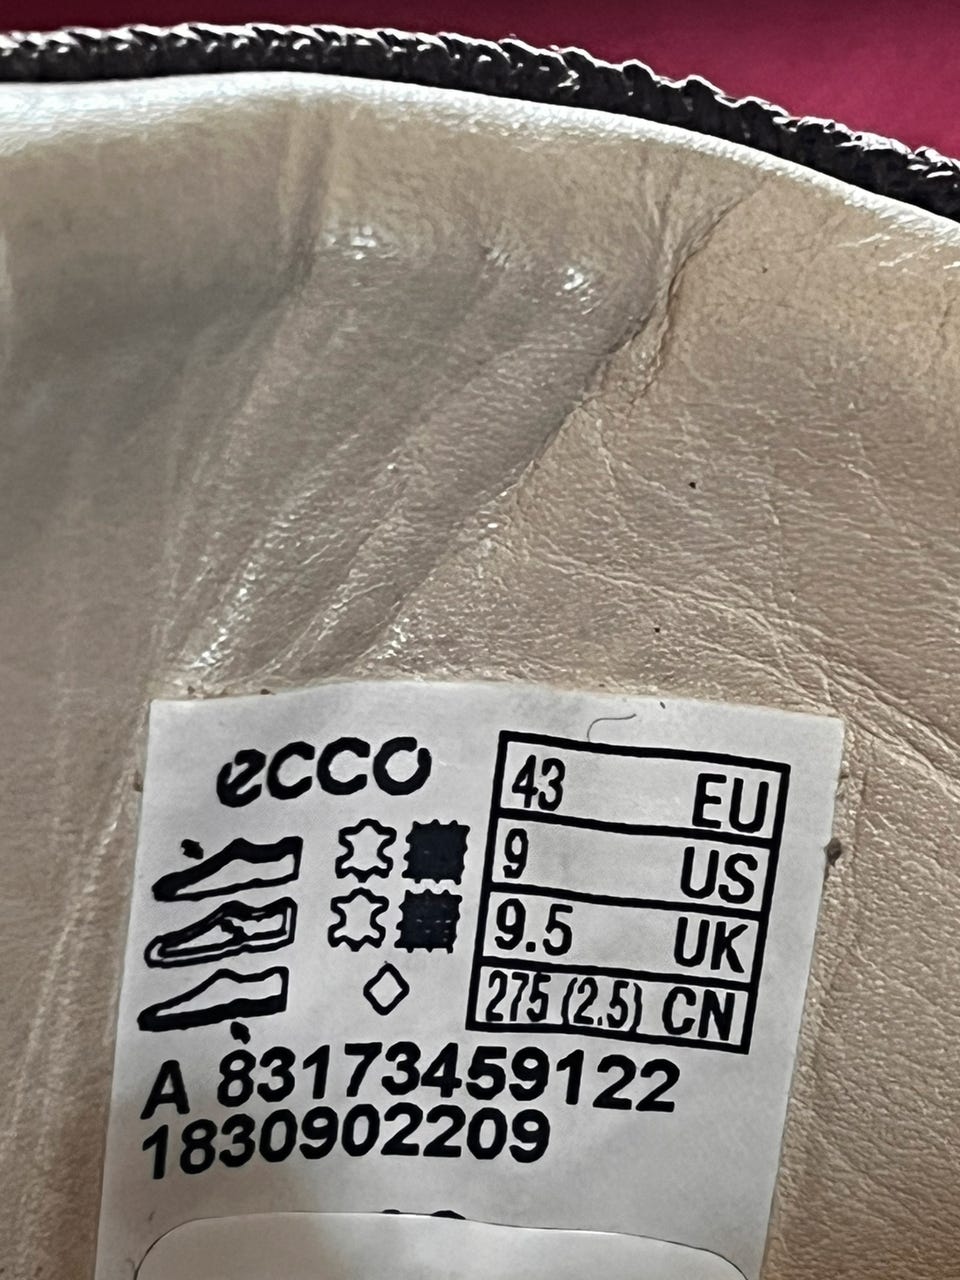 ecco
43 EU
9 US
9.5 UK
275 (2.5) CN
A 83173459122
1830902209